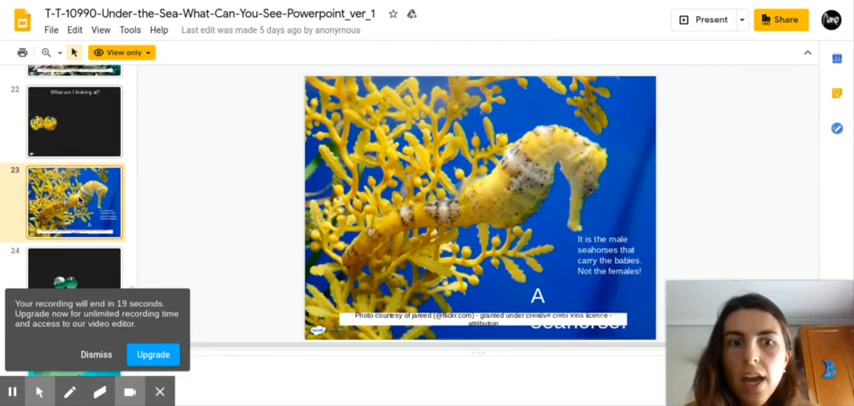 T-T-10990-Under-the-Sea-What-Can-You-See-Powerpoint_ver_1
Present
Share
File Edit View Tools Help Last edit was made 5 days ago by anonymous
View only
22
What am I looking at?
23
24
It is the male
seahorses that
carry the babies.
Not the females!
A
seahorse!
Photo courtesy of jareed (@flickr.com) - granted under creative commons licence -
attribution
Your recording will end in 19 seconds.
Upgrade now for unlimited recording time
and access to our video editor.
Dismiss Upgrade